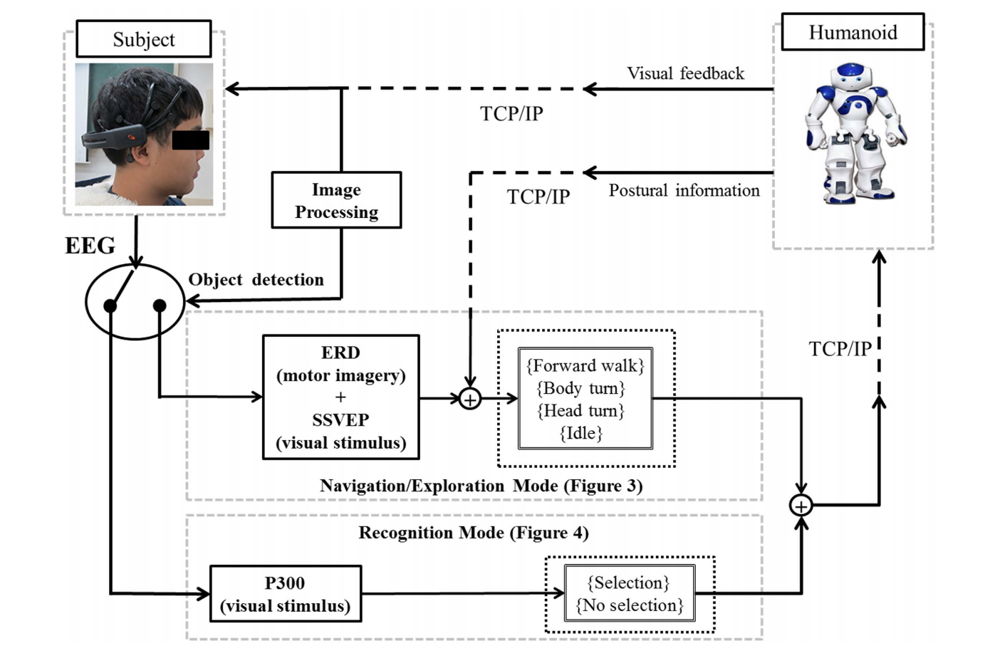 Subject
Humanoid
Visual feedback
TCP/IP
Image
Processing
TCP/IP
Postural information
EEG
Object detection
TCP/IP
ERD
(motor imagery)
+
SSVEP
(visual stimulus)
+
{Forward walk}
{Body turn}
{Head turn}
{Idle}
Navigation/Exploration Mode (Figure 3)
+
Recognition Mode (Figure 4)
P300
(visual stimulus)
{Selection}
{No selection}